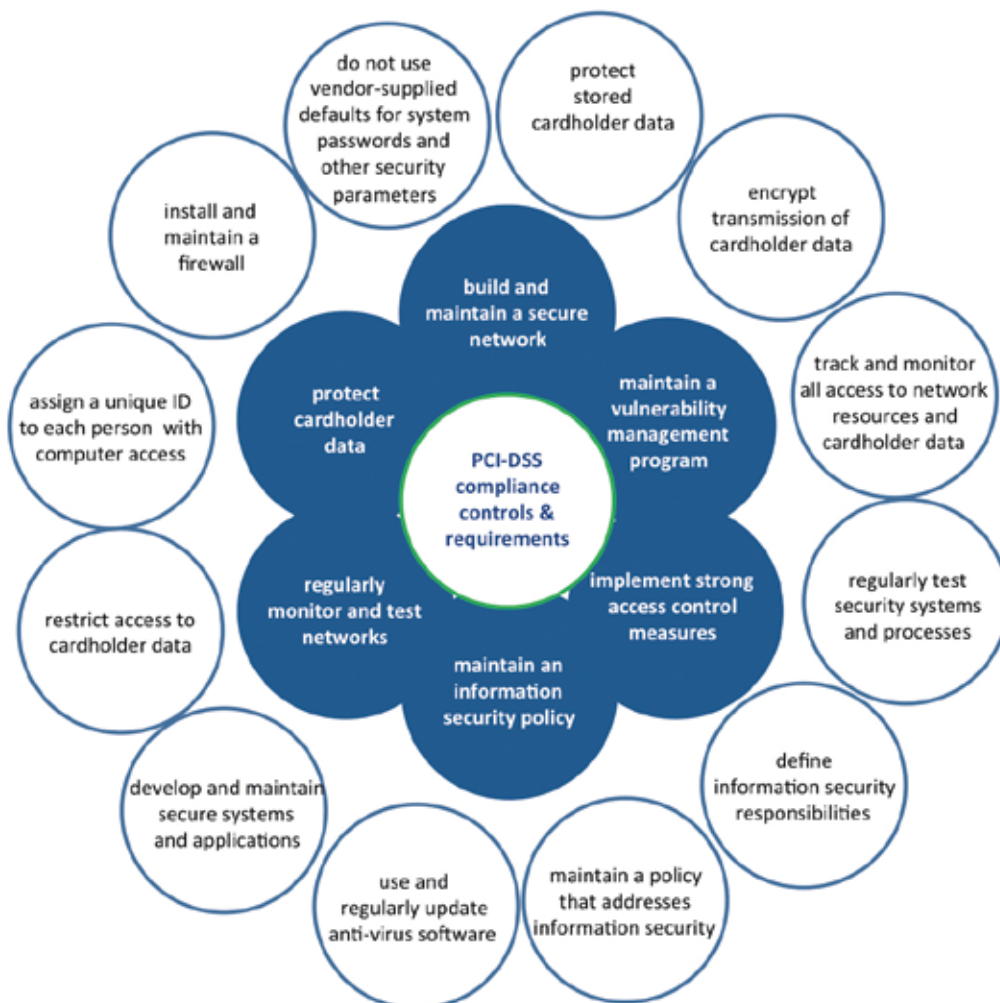 do not use
vendor-supplied
defaults for system
passwords and
other security
parameters
protect
stored
cardholder data
encrypt
transmission of
cardholder data
track and monitor
all access to network
resources and
cardholder data
regularly test
security systems
and processes
define
information security
responsibilities
maintain a policy
that addresses
information security
use and
regularly update
anti-virus software
develop and maintain
secure systems
and applications
restrict access to
cardholder data
assign a unique ID
to each person with
computer access
install and
maintain a
firewall
build and
maintain a secure
network
maintain a
vulnerability
management
program
implement strong
access control
measures
maintain an
information
security policy
regularly
monitor and test
networks
protect
cardholder
data
PCI-DSS
compliance
controls &
requirements